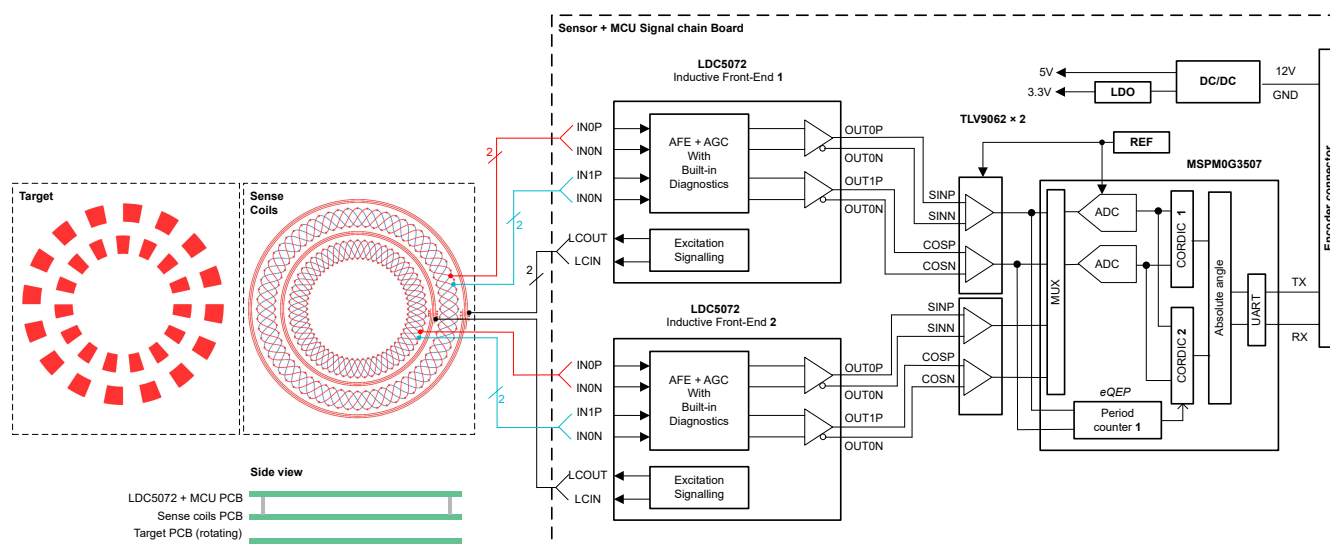 Sensor + MCU Signal chain Board
LDC5072
Inductive Front-End 1
IN0P
IN0N
IN1P
IN0N
LCOUT
LCIN
AFE + AGC
With
Built-in
Diagnostics
Excitation
Signalling
OUT0P
OUT0N
OUT1P
OUT0N
2
2
2
Target
Sense
Coils
LDC5072
Inductive Front-End 2
IN0P
IN0N
IN1P
IN0N
LCOUT
LCIN
AFE + AGC
With
Built-in
Diagnostics
Excitation
Signalling
OUT0P
OUT0N
OUT1P
OUT0N
2
2
TLV9062 × 2
SINP
SINN
COSP
COSN
SINP
SINN
COSP
COSN
5V
3.3V
LDO
DC/DC
12V
GND
REF
MSPM0G3507
MUX
ADC
ADC
CORDIC 1
CORDIC 2
Absolute angle
UART
eQEP
Period
counter 1
TX
RX
Encoder connector
Side view
LDC5072 + MCU PCB
Sense coils PCB
Target PCB (rotating)